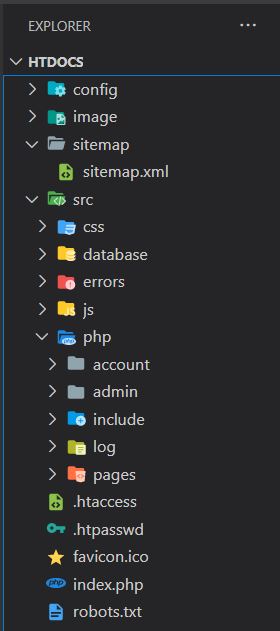 EXPLORER
HTDOCS
config
image
sitemap
sitemap.xml
src
css
database
errors
js
php
account
admin
include
log
pages
.htaccess
.htpasswd
favicon.ico
index.php
robots.txt